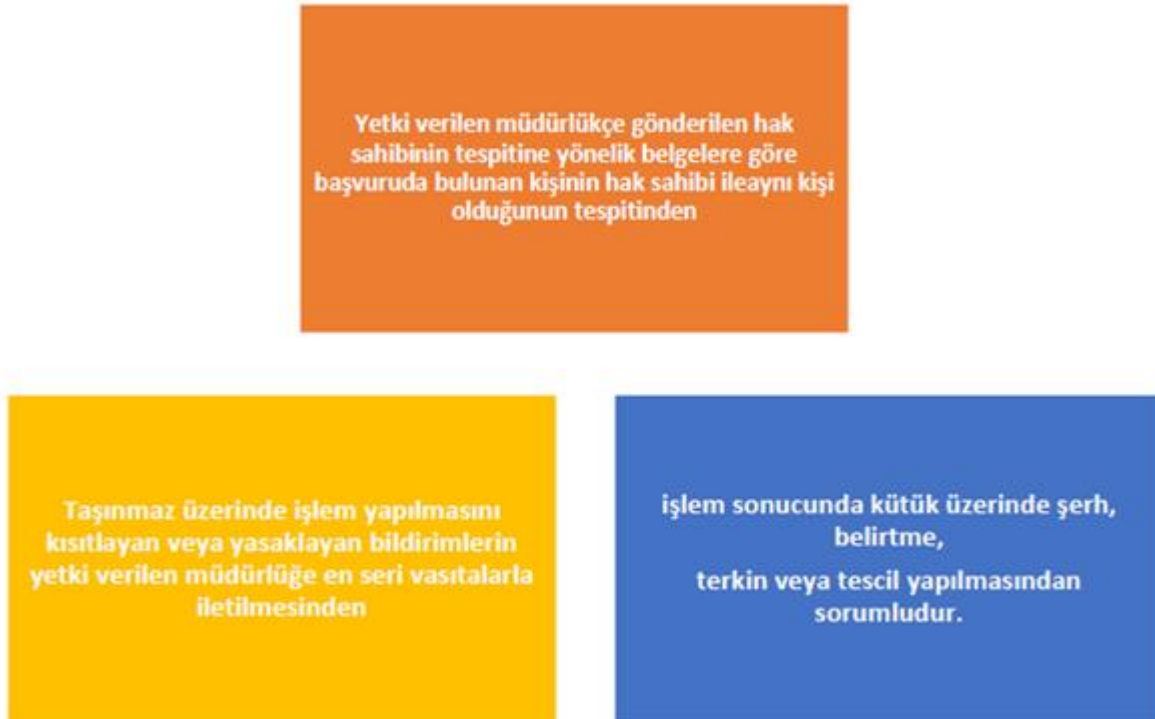 Yetki verilen müdürlükçe gönderilen hak
sahibinin tespitine yönelik belgelere göre
başvuruda bulunan kişinin hak sahibi ileaynı kişi
olduğunun tespitinden
Taşınmaz üzerinde işlem yapılmasını
kısıtlayan veya yasaklayan bildirimlerin
yetki verilen müdürlüğe en seri vasıtalarla
iletilmesinden
işlem sonucunda kütük üzerinde şerh,
belirtme,
terkin veya tescil yapılmasından
sorumludur.